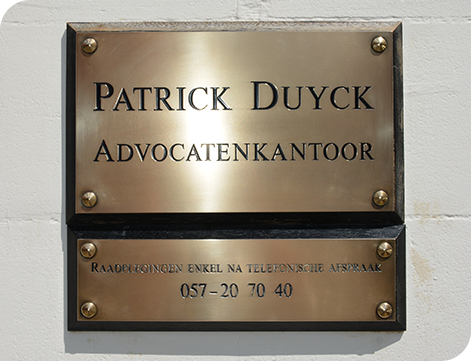 PATRICK DUYCK
ADVOCATENKANTOOR
RAADPLEGINGEN ENKEL NA TELEFONISCHE AFSPRAAK
057-20 70 40